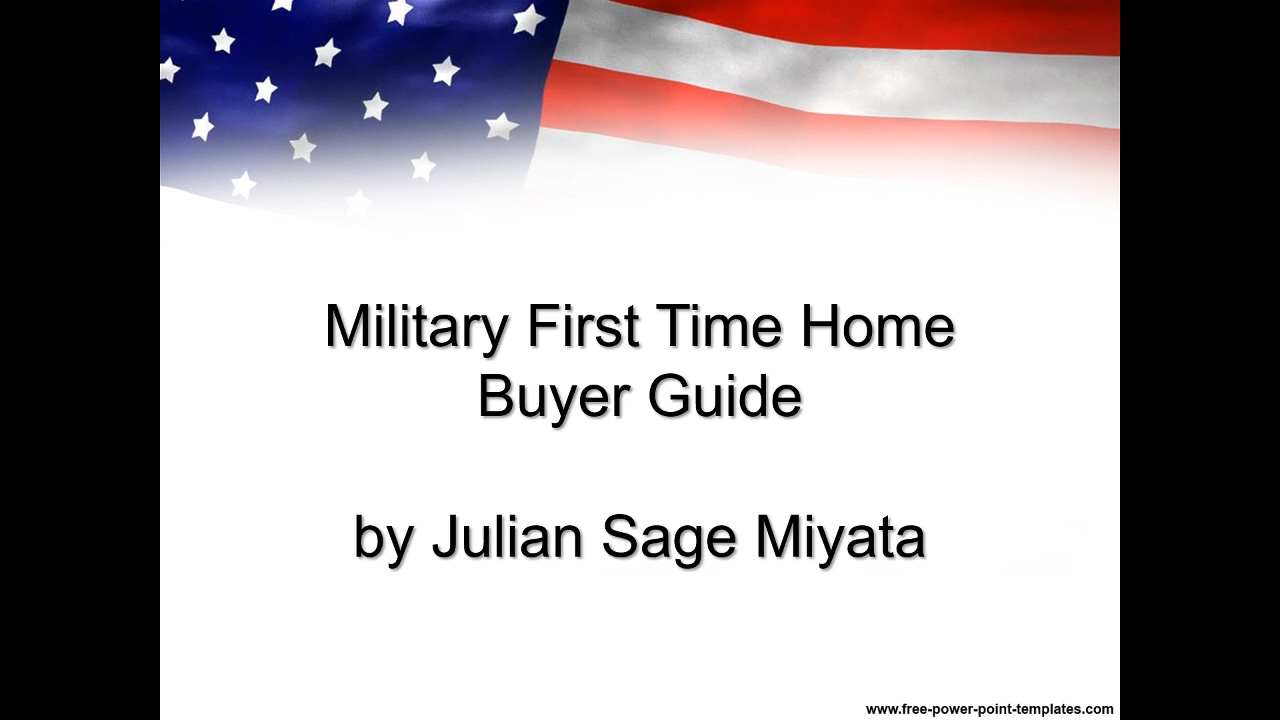 Military First Time Home
Buyer Guide
by Julian Sage Miyata
www.free-power-point-templates.com